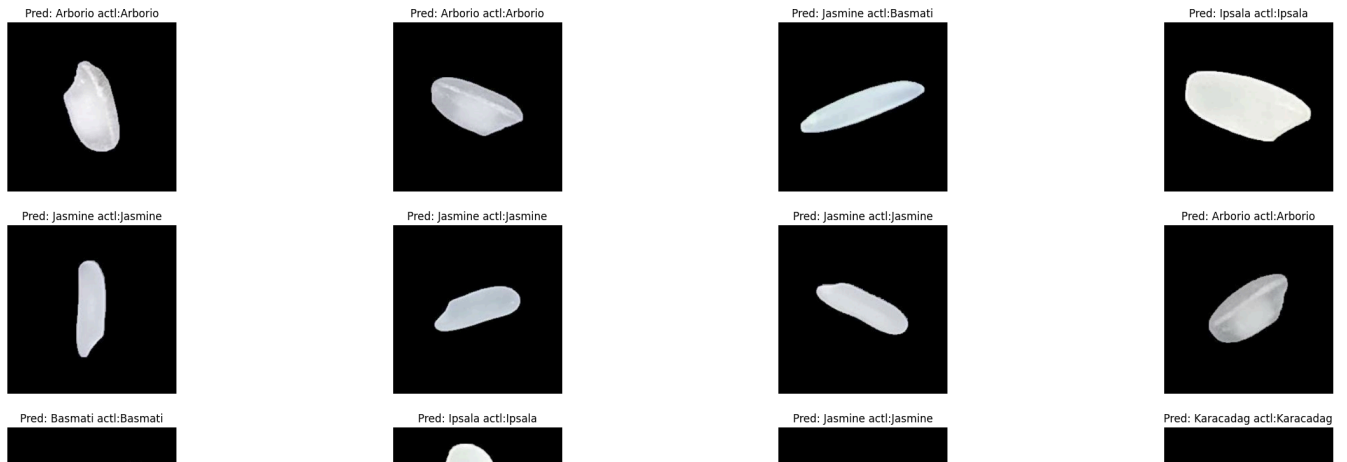 Pred: Arborio actl:Arborio
Pred: Arborio actl:Arborio
Pred: Jasmine actl:Basmati
Pred: Ipsala actl:Ipsala
Pred: Jasmine actl:Jasmine
Pred: Jasmine actl:Jasmine
Pred: Jasmine actl:Jasmine
Pred: Arborio actl:Arborio
Pred: Basmati actl:Basmati
Pred: Ipsala actl:Ipsala
Pred: Jasmine actl:Jasmine
Pred: Karacadag actl:Karacadag